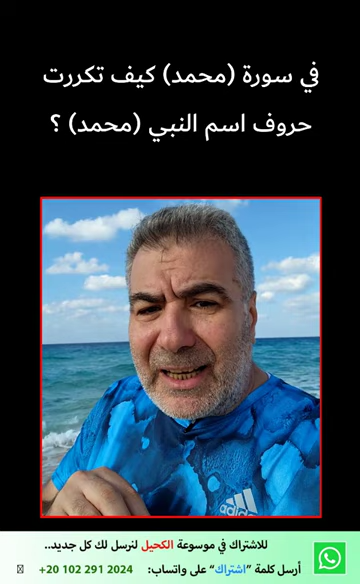 في سورة (محمد) كيف تكررت
حروف اسم النبي (محمد) ؟
adidas
للاشتراك في موسوعة الكحيل لنرسل لك كل جديد..
أرسل كلمة "اشتراك" على واتساب: +20 102 291 2024